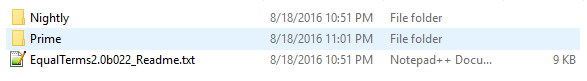 Nightly 8/18/2016 10:51 PM File folder
Prime 8/18/2016 11:01 PM File folder
EqualTerms2.0b022_Readme.txt 8/18/2016 10:51 PM Notepad++ Docu... 9 KB